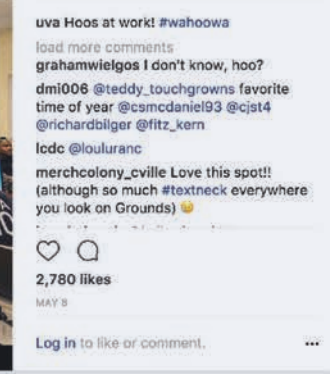 uva Hoos at work! #wahoowa
load more comments
grahamwielgos I don't know, hoo?
dmi006 @teddy_touchgrowns favorite
time of year @csmcdaniel93 @cjst4
@richardbilger @fitz_kern
lcdc @louluranc
merchcolony_cville Love this spot!!
(although so much #textneck everywhere
you look on Grounds) 😉
2,780 likes
MAY 8
Log in to like or comment.